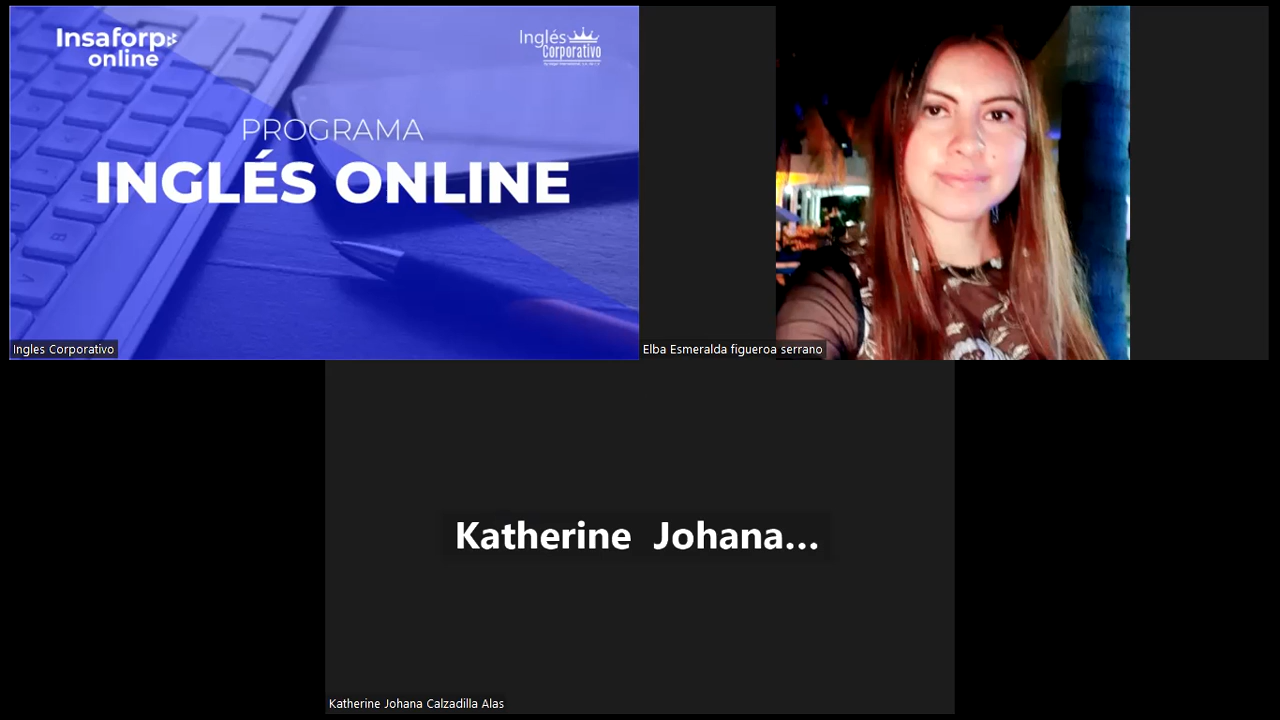 Insaforp
online
Inglés
Corporativo
PROGRAMA
INGLÉS ONLINE
Ingles Corporativo
Elba Esmeralda figueroa serrano
Katherine Johana...
Katherine Johana Calzadilla Alas